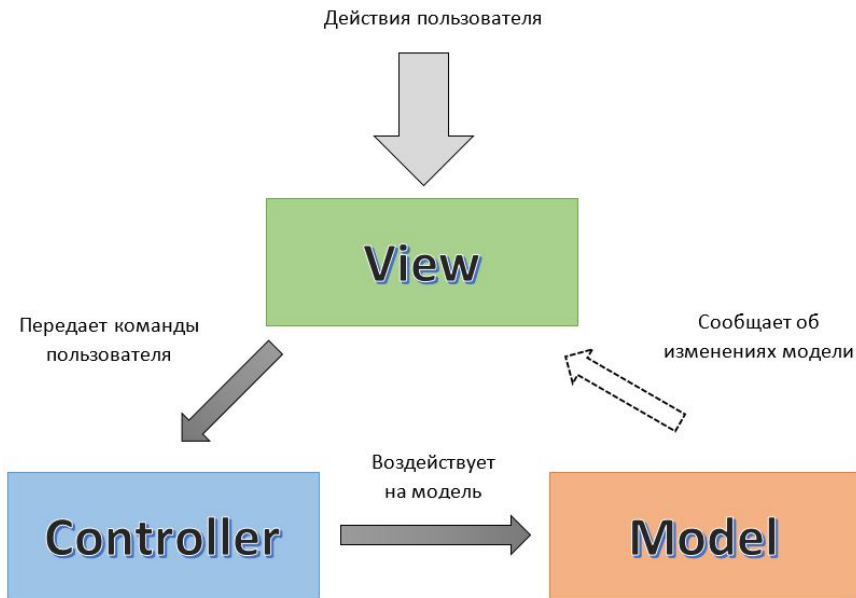 Действия пользователя
View
Передает команды
пользователя
Сообщает об
изменениях модели
Воздействует
на модель
Controller
Model